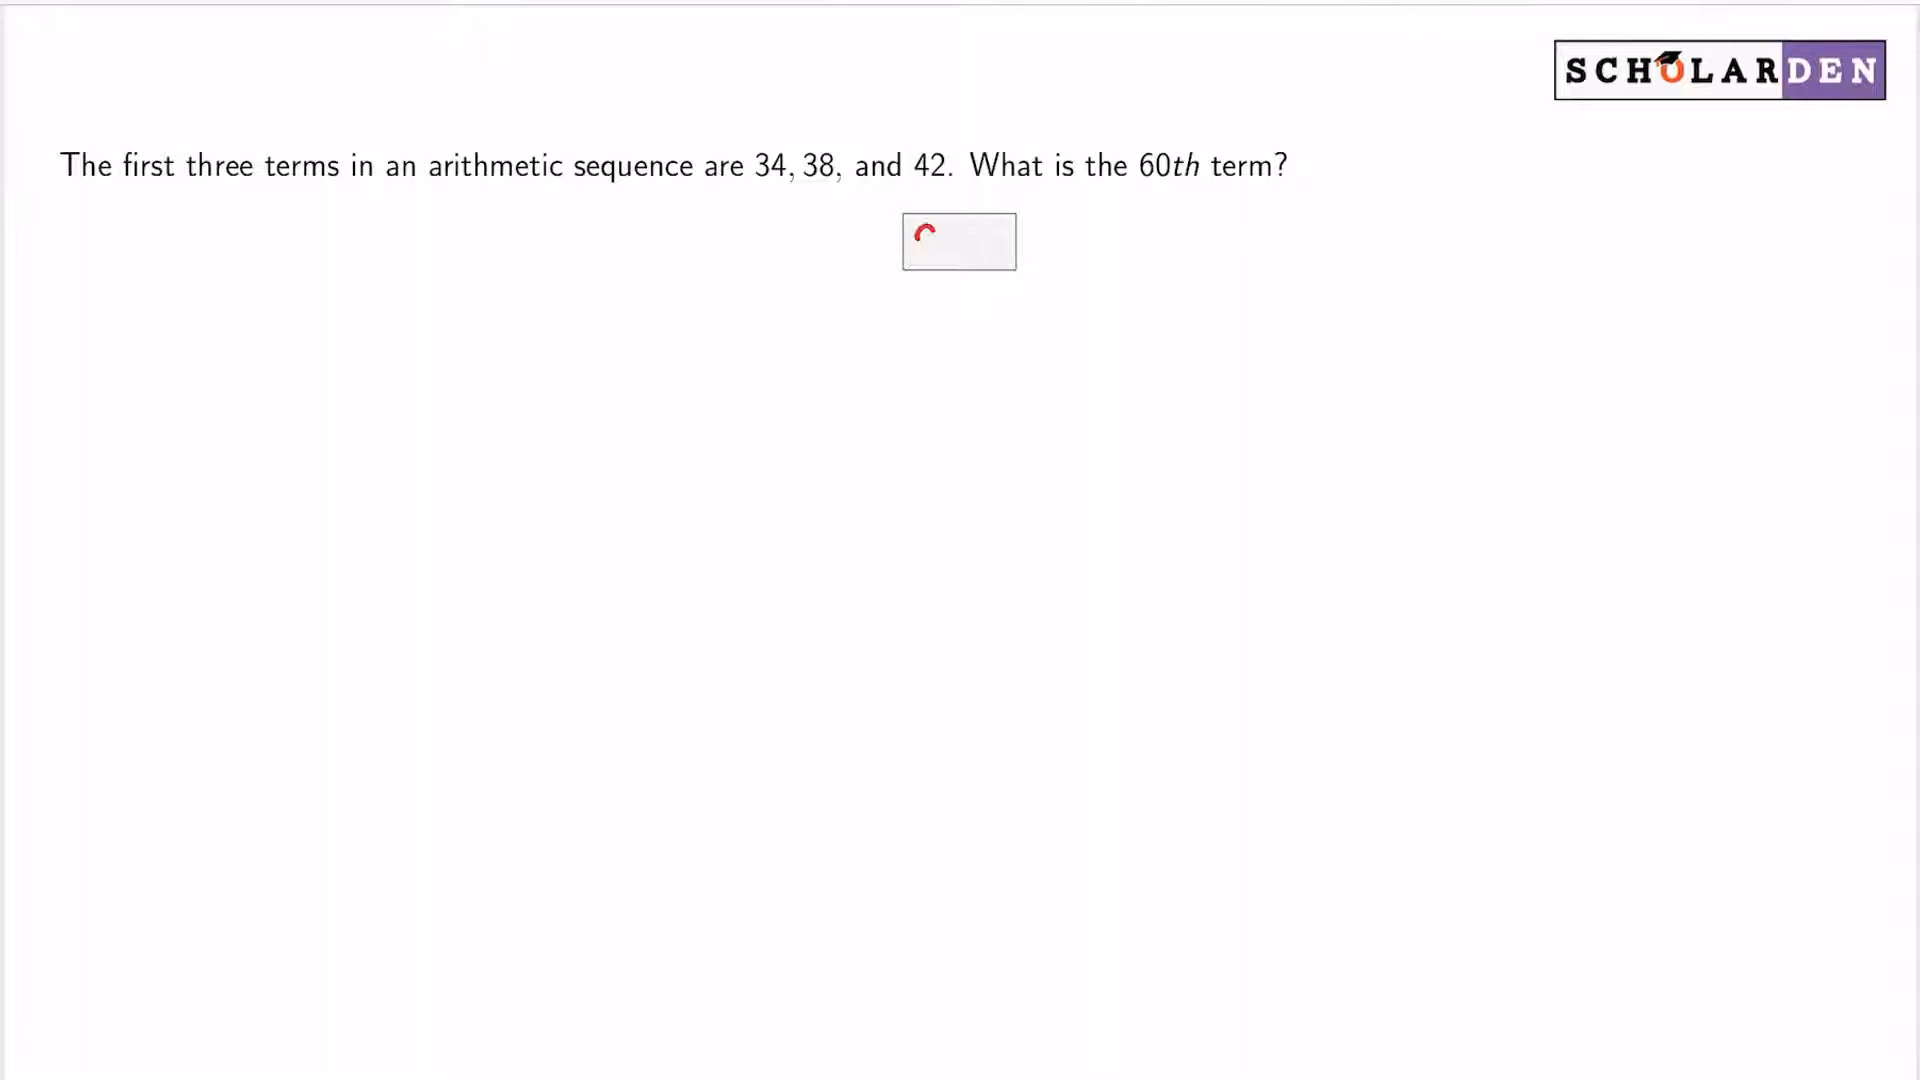 SCHOLARDEN
The first three terms in an arithmetic sequence are 34, 38, and 42. What is the 60th term?